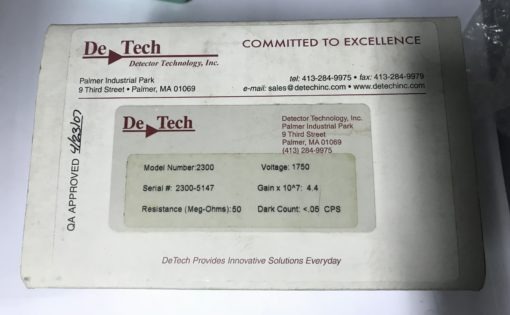 De Tech
Detector Technology, Inc.
COMMITTED TO EXCELLENCE
Palmer Industrial Park
9 Third Street • Palmer, MA 01069
tel: 413-284-9975 • fax: 413-284-9979
e-mail: sales@detechinc.com • www.detechinc.com
QA APPROVED 4/23/07
De Tech
Detector Technology, Inc.
Palmer Industrial Park
9 Third Street
Palmer, MA 01069
(413) 284-9975
Model Number:2300
Voltage: 1750
Serial #: 2300-5147
Gain x 10^7: 4.4
Resistance (Meg-Ohms):50
Dark Count: <.05 CPS
DeTech Provides Innovative Solutions Everyday